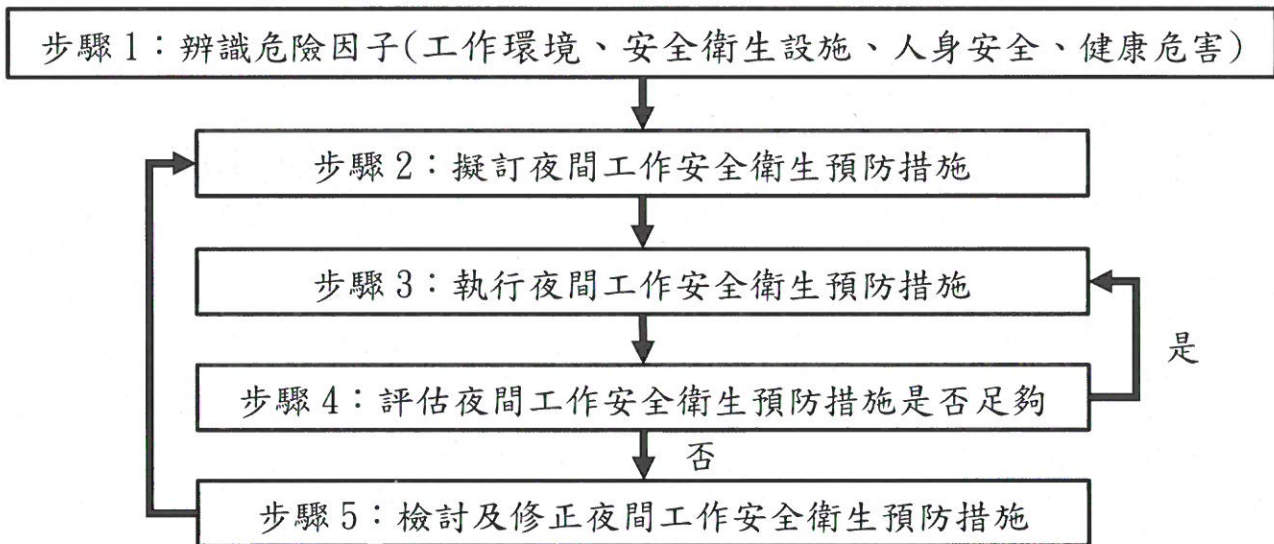 步驟1：辨識危險因子(工作環境、安全衛生設施、人身安全、健康危害)
步驟2：擬訂夜間工作安全衛生預防措施
步驟3：執行夜間工作安全衛生預防措施
是
步驟4：評估夜間工作安全衛生預防措施是否足夠
否
步驟5：檢討及修正夜間工作安全衛生預防措施